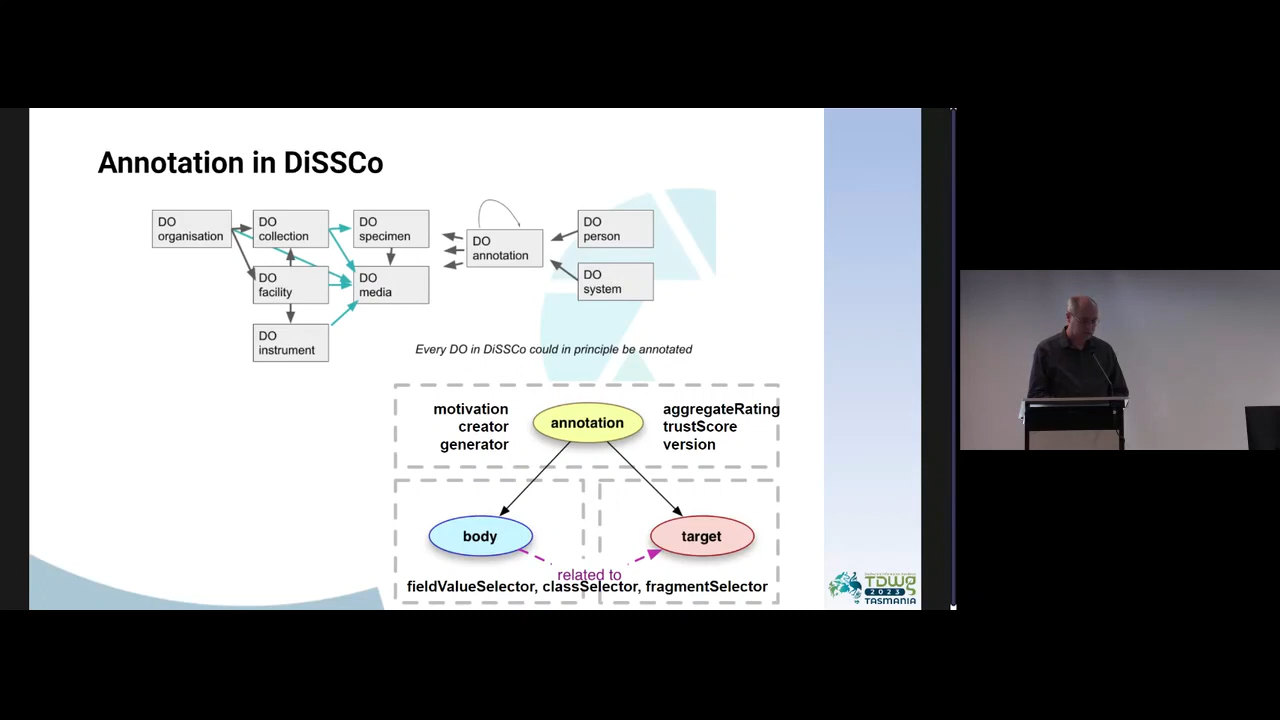 Annotation in DiSSCo
DO
organisation
DO
collection
DO
specimen
DO
annotation
DO
person
DO
facility
DO
media
DO
system
DO
instrument
Every DO in DiSSCo could in principle be annotated
motivation
creator
generator
annotation
aggregateRating
trustScore
version
body
target
related to
fieldValueSelector, classSelector, fragmentSelector
TDWG
2023
TASMANIA